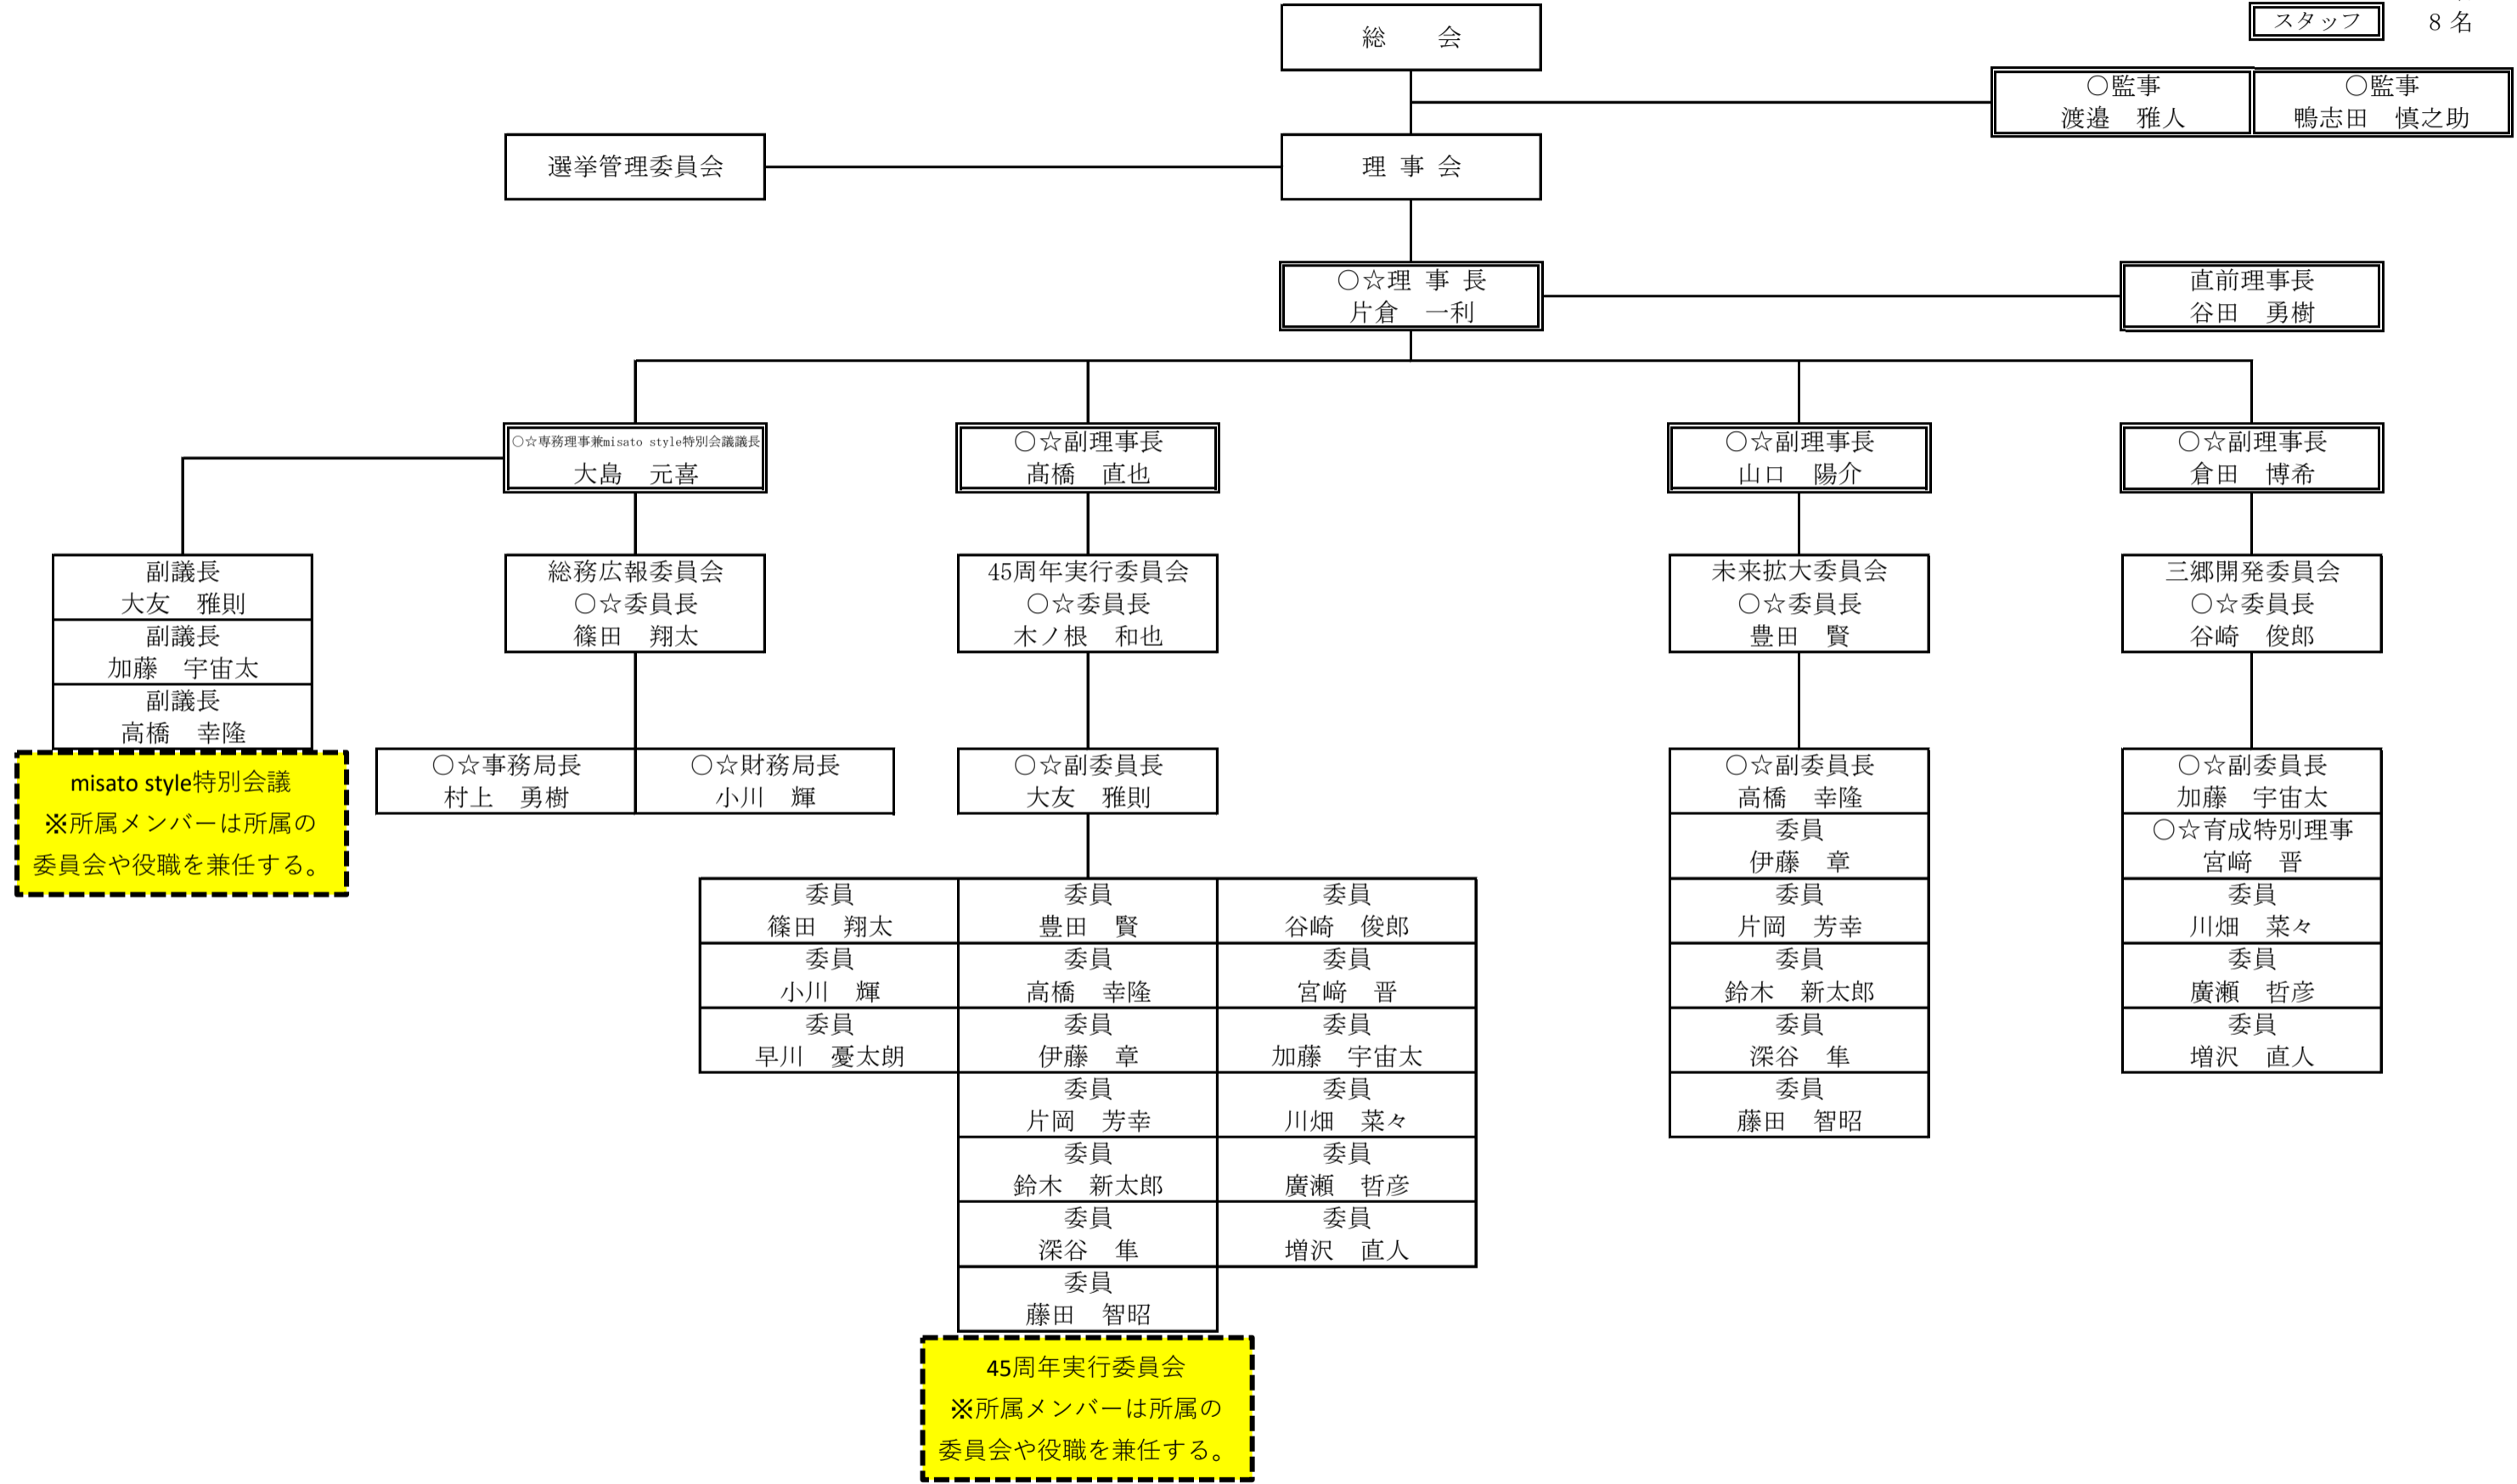 スタッフ　8 名
総　会
○監事
渡邉　雅人
○監事
鴨志田　慎之助
選挙管理委員会
理 事 会
○☆理 事 長
片倉　一利
直前理事長
谷田　勇樹
○☆専務理事兼misato style特別会議議長
大島　元喜
○☆副理事長
髙橋　直也
○☆副理事長
山口　陽介
○☆副理事長
倉田　博希
副議長
大友　雅則
副議長
加藤　宇宙太
副議長
高橋　幸隆
misato style特別会議
※所属メンバーは所属の
委員会や役職を兼任する。
総務広報委員会
○☆委員長
篠田　翔太
○☆事務局長
村上　勇樹
○☆財務局長
小川　輝
45周年実行委員会
○☆委員長
木ノ根　和也
○☆副委員長
大友　雅則
委員
篠田　翔太
委員
小川　輝
委員
早川　憂太朗
委員
豊田　賢
委員
高橋　幸隆
委員
伊藤　章
委員
片岡　芳幸
委員
鈴木　新太郎
委員
深谷　隼
委員
藤田　智昭
委員
谷崎　俊郎
委員
宮﨑　晋
委員
加藤　宇宙太
委員
川畑　菜々
委員
廣瀬　哲彦
委員
増沢　直人
45周年実行委員会
※所属メンバーは所属の
委員会や役職を兼任する。
未来拡大委員会
○☆委員長
豊田　賢
○☆副委員長
高橋　幸隆
委員
伊藤　章
委員
片岡　芳幸
委員
鈴木　新太郎
委員
深谷　隼
委員
藤田　智昭
三郷開発委員会
○☆委員長
谷崎　俊郎
○☆副委員長
加藤　宇宙太
○☆育成特別理事
宮﨑　晋
委員
川畑　菜々
委員
廣瀬　哲彦
委員
増沢　直人